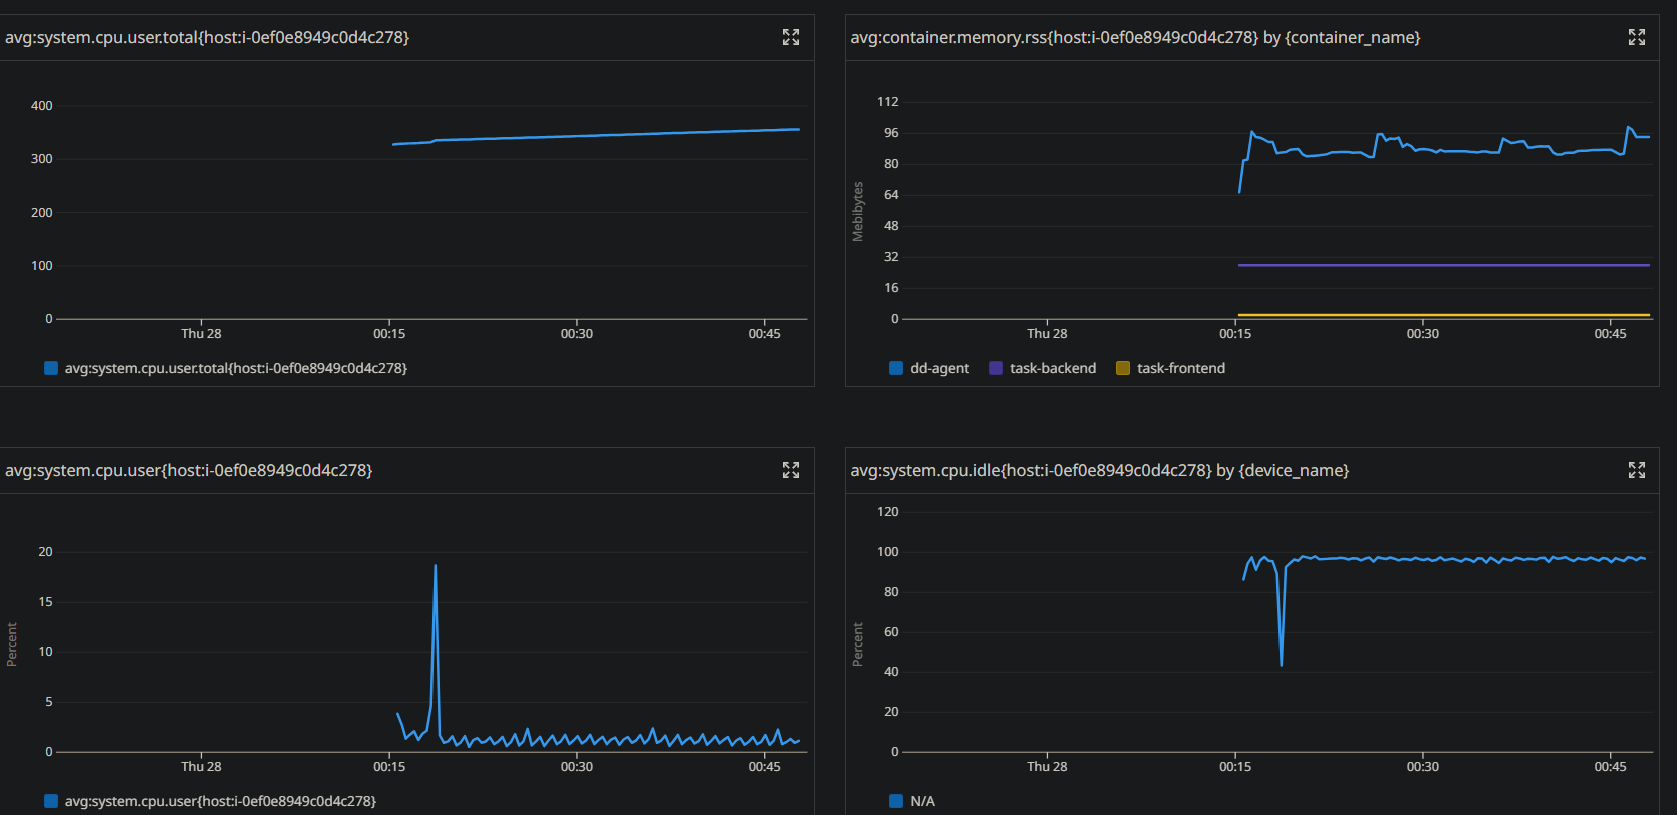 avg:system.cpu.user.total{host:i-0ef0e8949c0d4c278}
400
300
200
100
0
Thu 28 00:15 00:30 00:45
avg:system.cpu.user.total{host:i-0ef0e8949c0d4c278}
avg:container.memory.rss{host:i-0ef0e8949c0d4c278} by {container_name}
Mebibytes
112
96
80
64
48
32
16
0
Thu 28 00:15 00:30 00:45
dd-agent task-backend task-frontend
avg:system.cpu.user{host:i-0ef0e8949c0d4c278}
Percent
20
15
10
5
0
Thu 28 00:15 00:30 00:45
avg:system.cpu.user{host:i-0ef0e8949c0d4c278}
avg:system.cpu.idle{host:i-0ef0e8949c0d4c278} by {device_name}
Percent
120
100
80
60
40
20
0
Thu 28 00:15 00:30 00:45
N/A